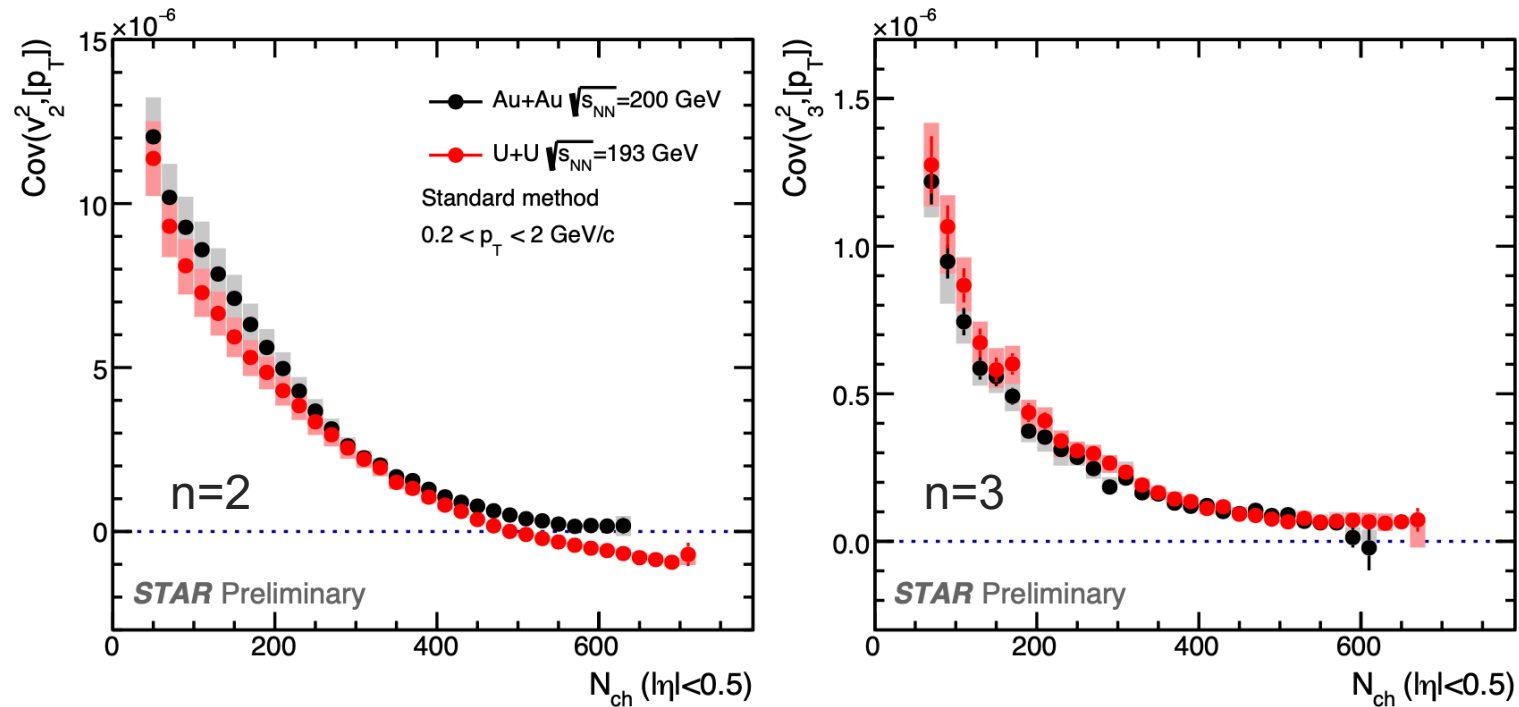 ×10⁻⁶
Cov(v₂²,[p_T])
15
10
5
0
Au+Au √s_NN=200 GeV
U+U √s_NN=193 GeV
Standard method
0.2 < p_T < 2 GeV/c
n=2
STAR Preliminary
0 200 400 600
N_ch (|η|<0.5)
×10⁻⁶
Cov(v₃²,[p_T])
1.5
1.0
0.5
0.0
n=3
STAR Preliminary
0 200 400 600
N_ch (|η|<0.5)